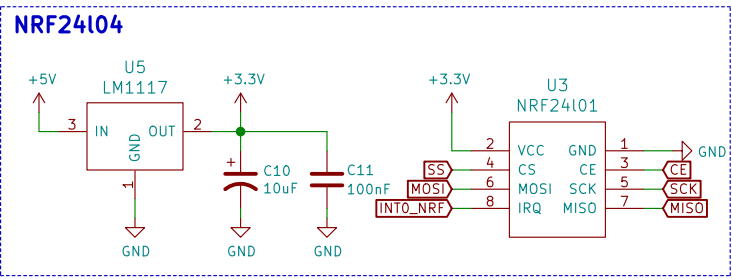 NRF24l04
+5V
U5
LM1117
3 IN OUT 2
GND
1
GND
+3.3V
C10
10uF
GND
C11
100nF
GND
+3.3V
U3
NRF24l01
2 VCC GND 1 GND
SS 4 CS CE 3 CE
MOSI 6 MOSI SCK 5 SCK
INT0_NRF 8 IRQ MISO 7 MISO